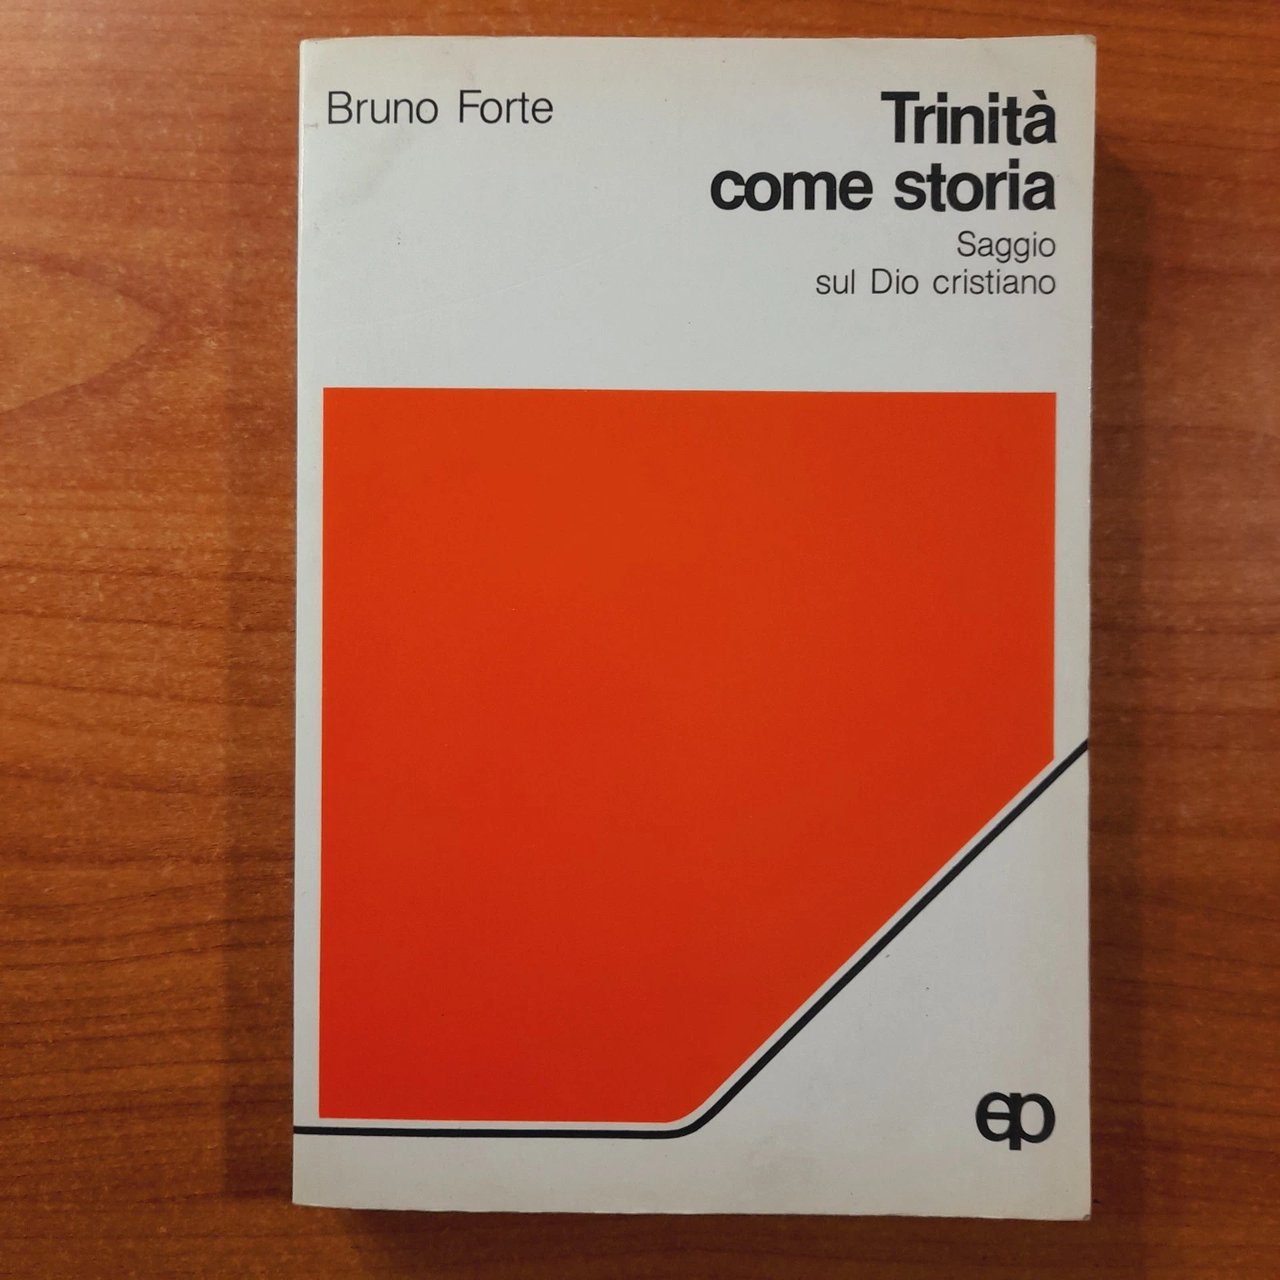 Bruno Forte
Trinità
come storia
Saggio
sul Dio cristiano
ep